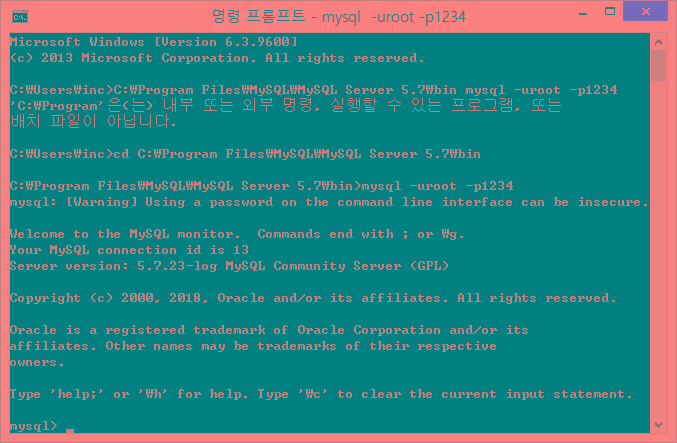 명령 프롬프트 - mysql -uroot -p1234
Microsoft Windows [Version 6.3.9600]
(c) 2013 Microsoft Corporation. All rights reserved.
C:₩Users₩inc>C:₩Program Files₩MySQL₩MySQL Server 5.7₩bin mysql -uroot -p1234
'C:₩Program'은(는) 내부 또는 외부 명령, 실행할 수 있는 프로그램, 또는
배치 파일이 아닙니다.
C:₩Users₩inc>cd C:₩Program Files₩MySQL₩MySQL Server 5.7₩bin
C:₩Program Files₩MySQL₩MySQL Server 5.7₩bin>mysql -uroot -p1234
mysql: [Warning] Using a password on the command line interface can be insecure.
Welcome to the MySQL monitor.  Commands end with ; or ₩g.
Your MySQL connection id is 13
Server version: 5.7.23-log MySQL Community Server (GPL)
Copyright (c) 2000, 2018, Oracle and/or its affiliates. All rights reserved.
Oracle is a registered trademark of Oracle Corporation and/or its
affiliates. Other names may be trademarks of their respective
owners.
Type 'help;' or '₩h' for help. Type '₩c' to clear the current input statement.
mysql> _